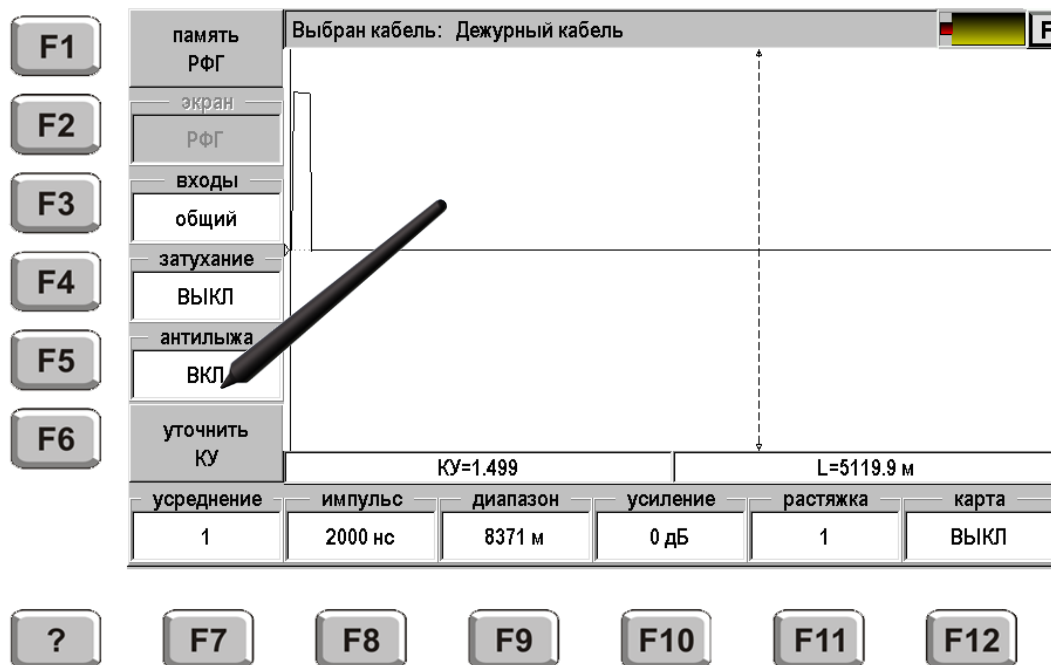 F1
F2
F3
F4
F5
F6
память
РФГ
экран
РФГ
входы
общий
затухание
ВЫКЛ
антилыжа
ВКЛ
уточнить
КУ
Выбран кабель: Дежурный кабель
F
КУ=1.499
L=5119.9 м
усреднение
1
импульс
2000 нс
диапазон
8371 м
усиление
0 дБ
растяжка
1
карта
ВЫКЛ
?
F7
F8
F9
F10
F11
F12